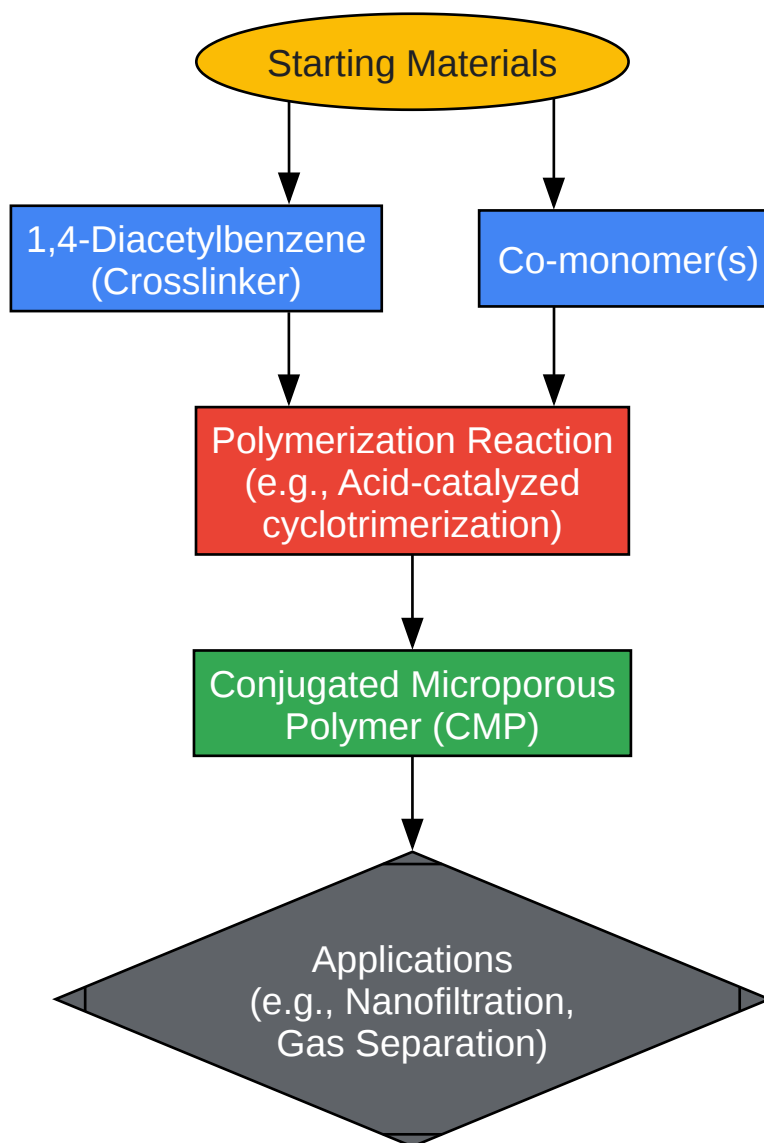 Starting Materials
1,4-Diacetylbenzene
(Crosslinker)
Co-monomer(s)
Polymerization Reaction
(e.g., Acid-catalyzed
cyclotrimerization)
Conjugated Microporous
Polymer (CMP)
Applications
(e.g., Nanofiltration,
Gas Separation)